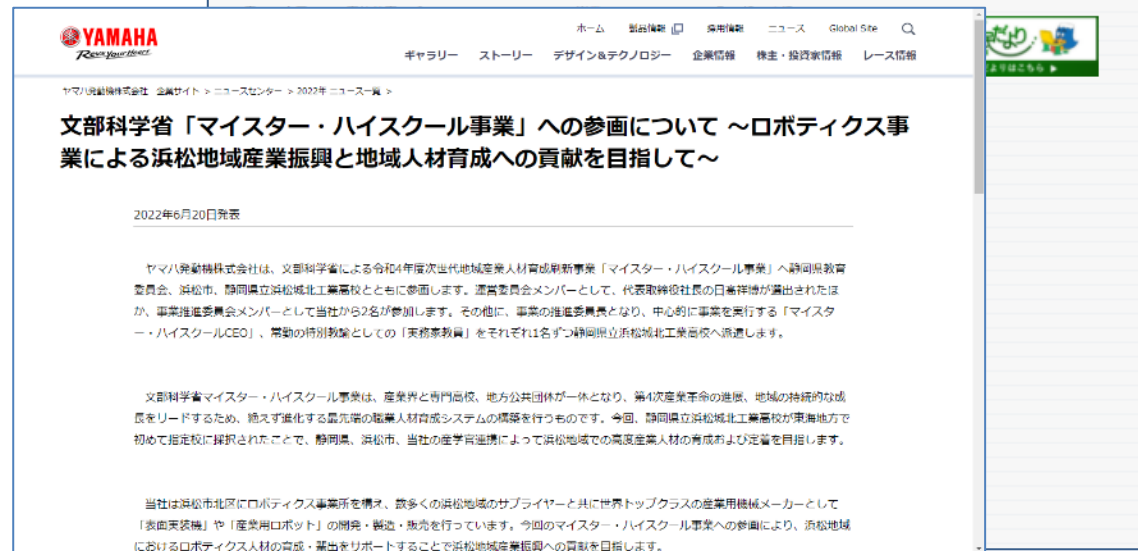 YAMAHA
Revs Your Heart
ホーム 製品情報 採用情報 ニュース Global Site
ギャラリー ストーリー デザイン&テクノロジー 企業情報 株主・投資家情報 レース情報
ヤマハ発動機株式会社 企業サイト > ニュースセンター > 2022年 ニュース一覧 >
文部科学省「マイスター・ハイスクール事業」への参画について ～ロボティクス事
業による浜松地域産業振興と地域人材育成への貢献を目指して～
2022年6月20日発表
ヤマハ発動機株式会社は、文部科学省による令和4年度次世代地域産業人材育成刷新事業「マイスター・ハイスクール事業」へ静岡県教育
委員会、浜松市、静岡県立浜松城北工業高校とともに参画します。運営委員会メンバーとして、代表取締役社長の日髙祥博が選出されたほ
か、事業推進委員会メンバーとして当社から2名が参加します。その他に、事業の推進委員長となり、中心的に事業を実行する「マイスタ
ー・ハイスクールCEO」、常勤の特別教諭としての「実務家教員」をそれぞれ1名ずつ静岡県立浜松城北工業高校へ派遣します。
文部科学省マイスター・ハイスクール事業は、産業界と専門高校、地方公共団体が一体となり、第4次産業革命の進展、地域の持続的な成
長をリードするため、絶えず進化する最先端の職業人材育成システムの構築を行うものです。今回、静岡県立浜松城北工業高校が東海地方で
初めて指定校に採択されたことで、静岡県、浜松市、当社の産学官連携によって浜松地域での高度産業人材の育成および定着を目指します。
当社は浜松市北区にロボティクス事業所を構え、数多くの浜松地域のサプライヤーと共に世界トップクラスの産業用機械メーカーとして
「表面実装機」や「産業用ロボット」の開発・製造・販売を行っています。今回のマイスター・ハイスクール事業への参画により、浜松地域
におけるロボティクス人材の育成・輩出をサポートすることで浜松地域産業振興への貢献を目指します。
だより
よりはこちら ▶